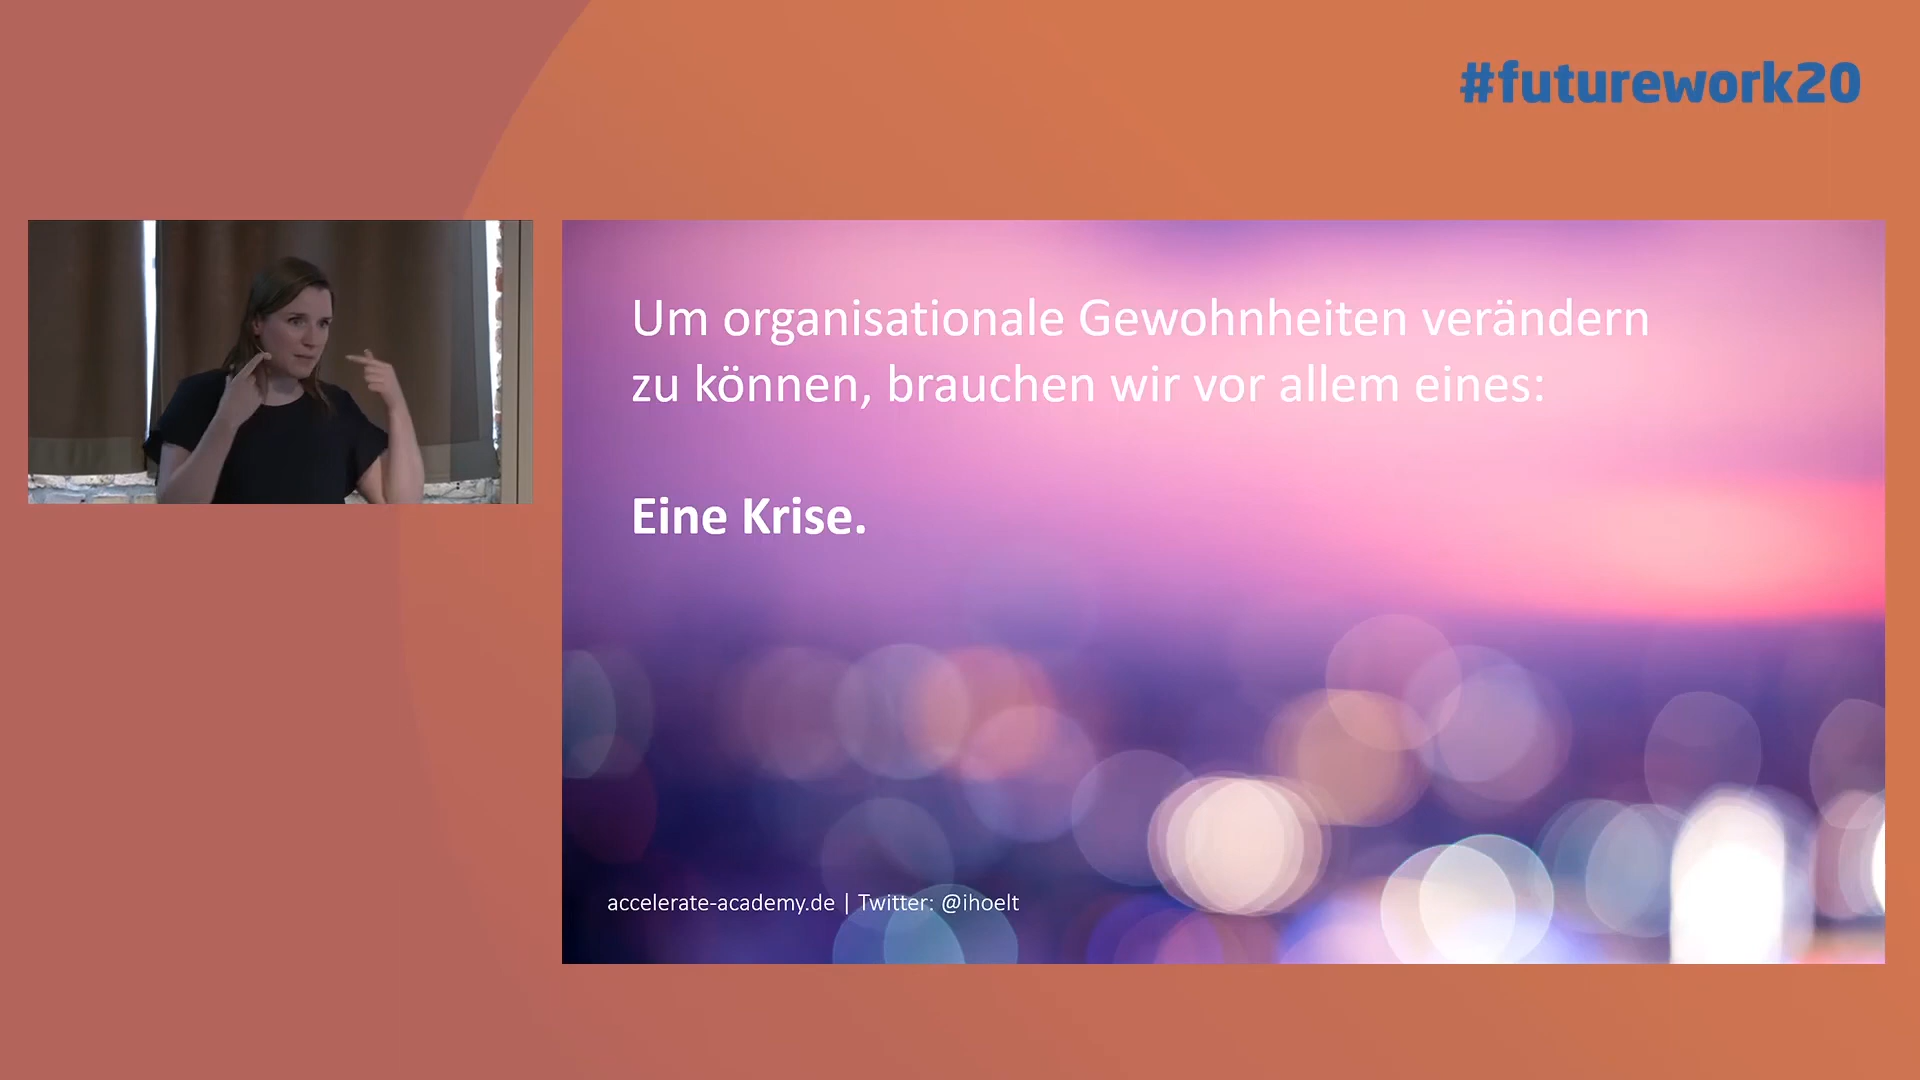 #futurework20
Um organisationale Gewohnheiten verändern
zu können, brauchen wir vor allem eines:
Eine Krise.
accelerate-academy.de | Twitter: @ihoelt